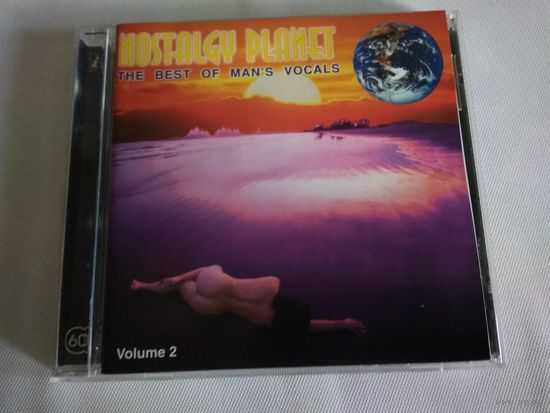 NOSTALGY PLANET
THE BEST OF MAN'S VOCALS
Volume 2